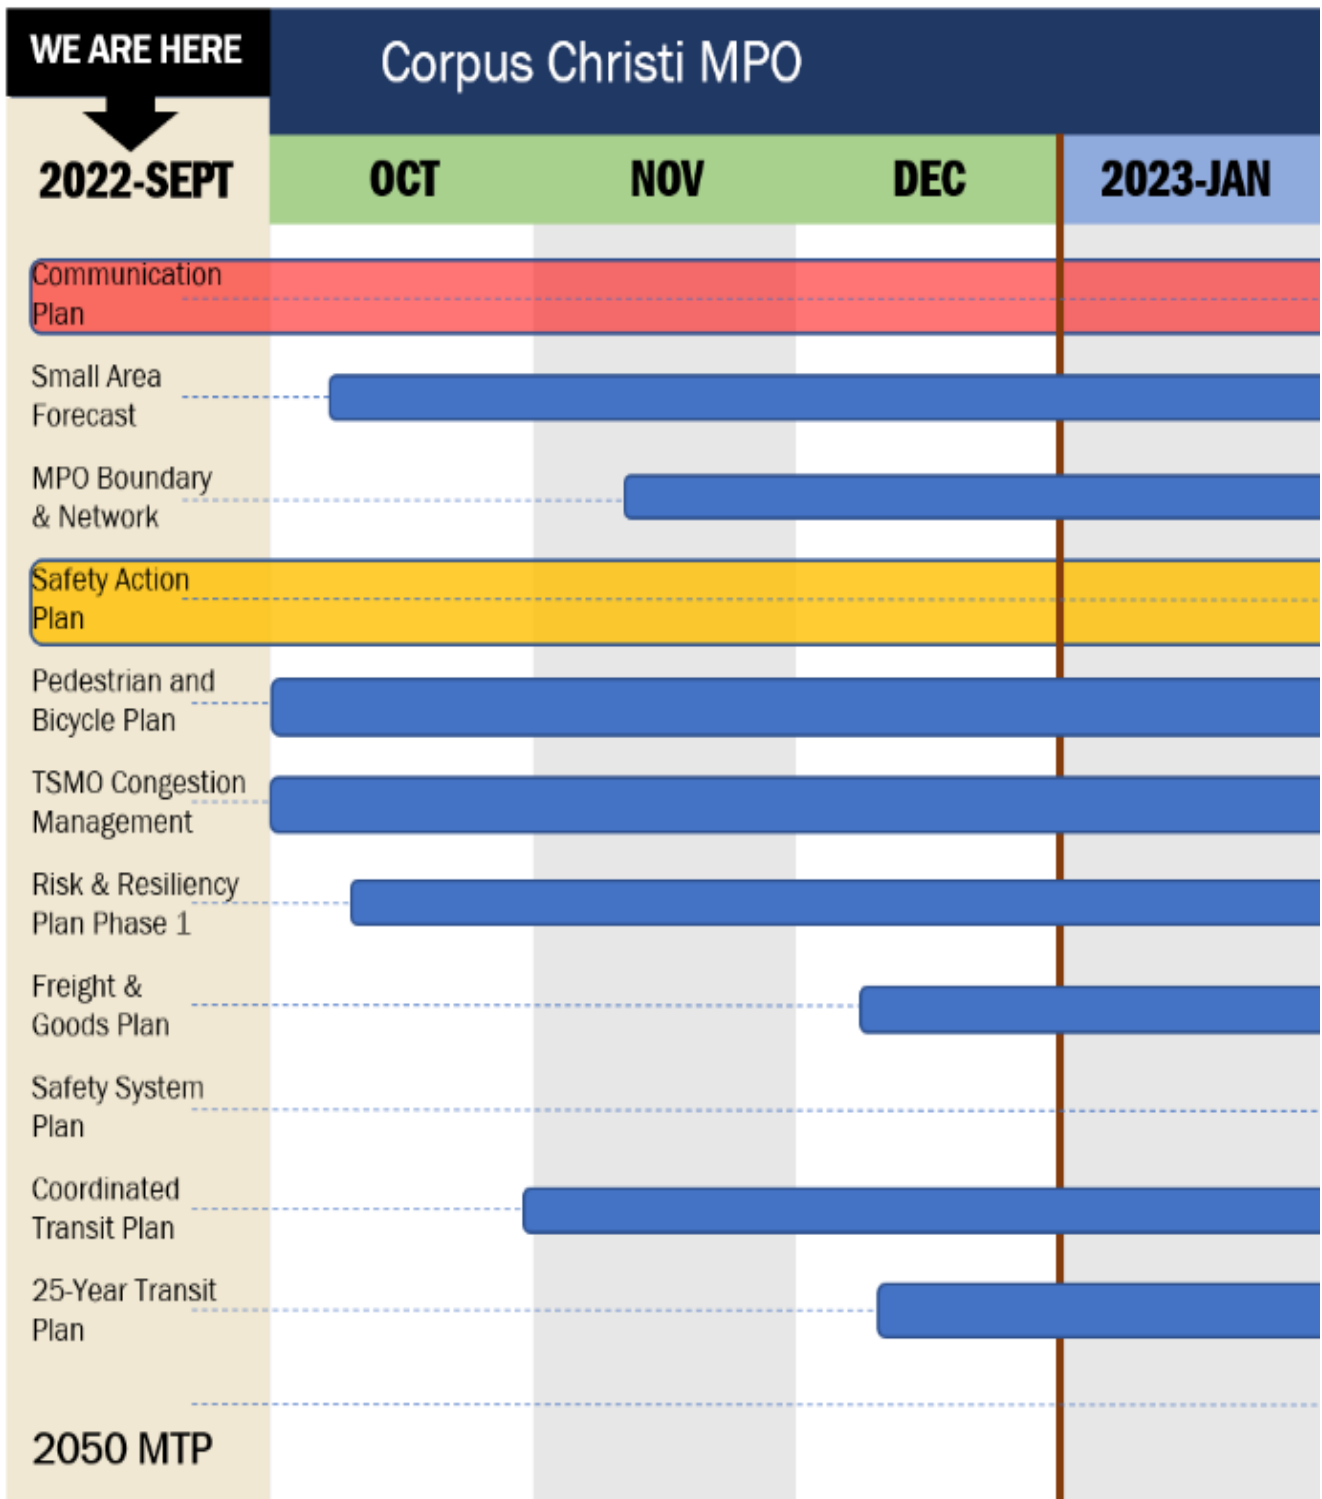 WE ARE HERE
Corpus Christi MPO
2022-SEPT
OCT
NOV
DEC
2023-JAN
Communication
Plan
Small Area
Forecast
MPO Boundary
& Network
Safety Action
Plan
Pedestrian and
Bicycle Plan
TSMO Congestion
Management
Risk & Resiliency
Plan Phase 1
Freight &
Goods Plan
Safety System
Plan
Coordinated
Transit Plan
25-Year Transit
Plan
2050 MTP